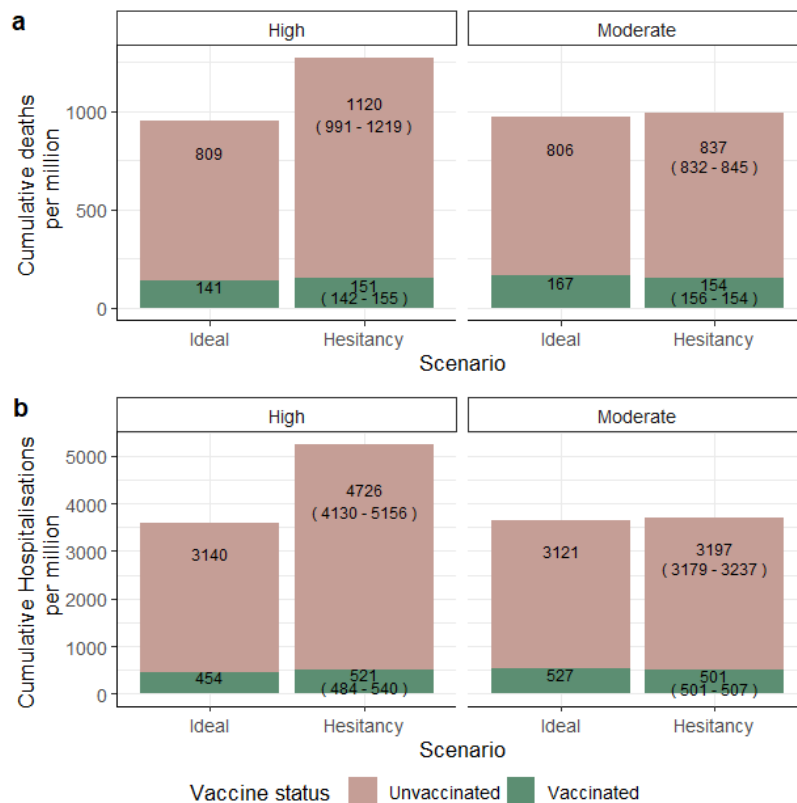 a
High
Moderate
Cumulative deaths
per million
1000
500
0
1120
( 991 - 1219 )
809
141
151
( 142 - 155 )
806
837
( 832 - 845 )
167
154
( 156 - 154 )
Ideal
Hesitancy
Ideal
Hesitancy
Scenario
b
High
Moderate
Cumulative Hospitalisations
per million
5000
4000
3000
2000
1000
0
4726
( 4130 - 5156 )
3140
454
521
( 484 - 540 )
3121
3197
( 3179 - 3237 )
527
501
( 501 - 507 )
Ideal
Hesitancy
Ideal
Hesitancy
Scenario
Vaccine status
Unvaccinated
Vaccinated